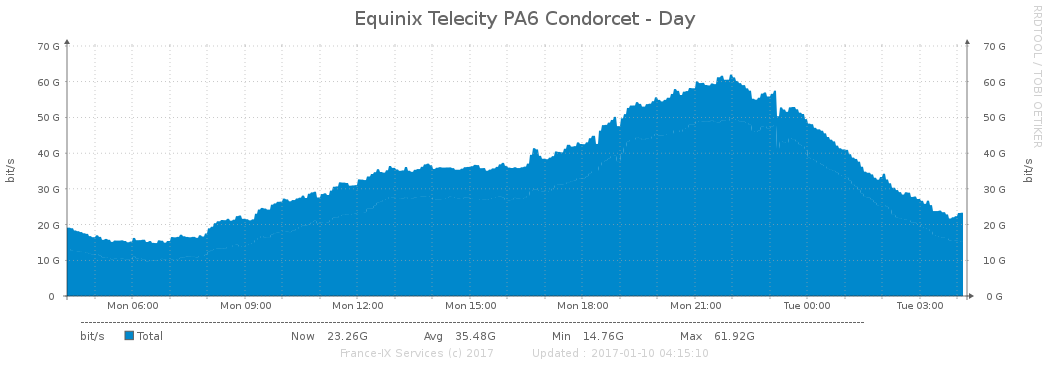 Equinix Telecity PA6 Condorcet - Day
RRDTOOL / TOBI OETIKER
70 G 70 G
60 G 60 G
50 G 50 G
40 G 40 G
30 G 30 G
20 G 20 G
10 G 10 G
0 0 G
bit/s bit/s
Mon 06:00 Mon 09:00 Mon 12:00 Mon 15:00 Mon 18:00 Mon 21:00 Tue 00:00 Tue 03:00
bit/s Total Now 23.26G Avg 35.48G Min 14.76G Max 61.92G
France-IX Services (c) 2017 Updated : 2017-01-10 04:15:10